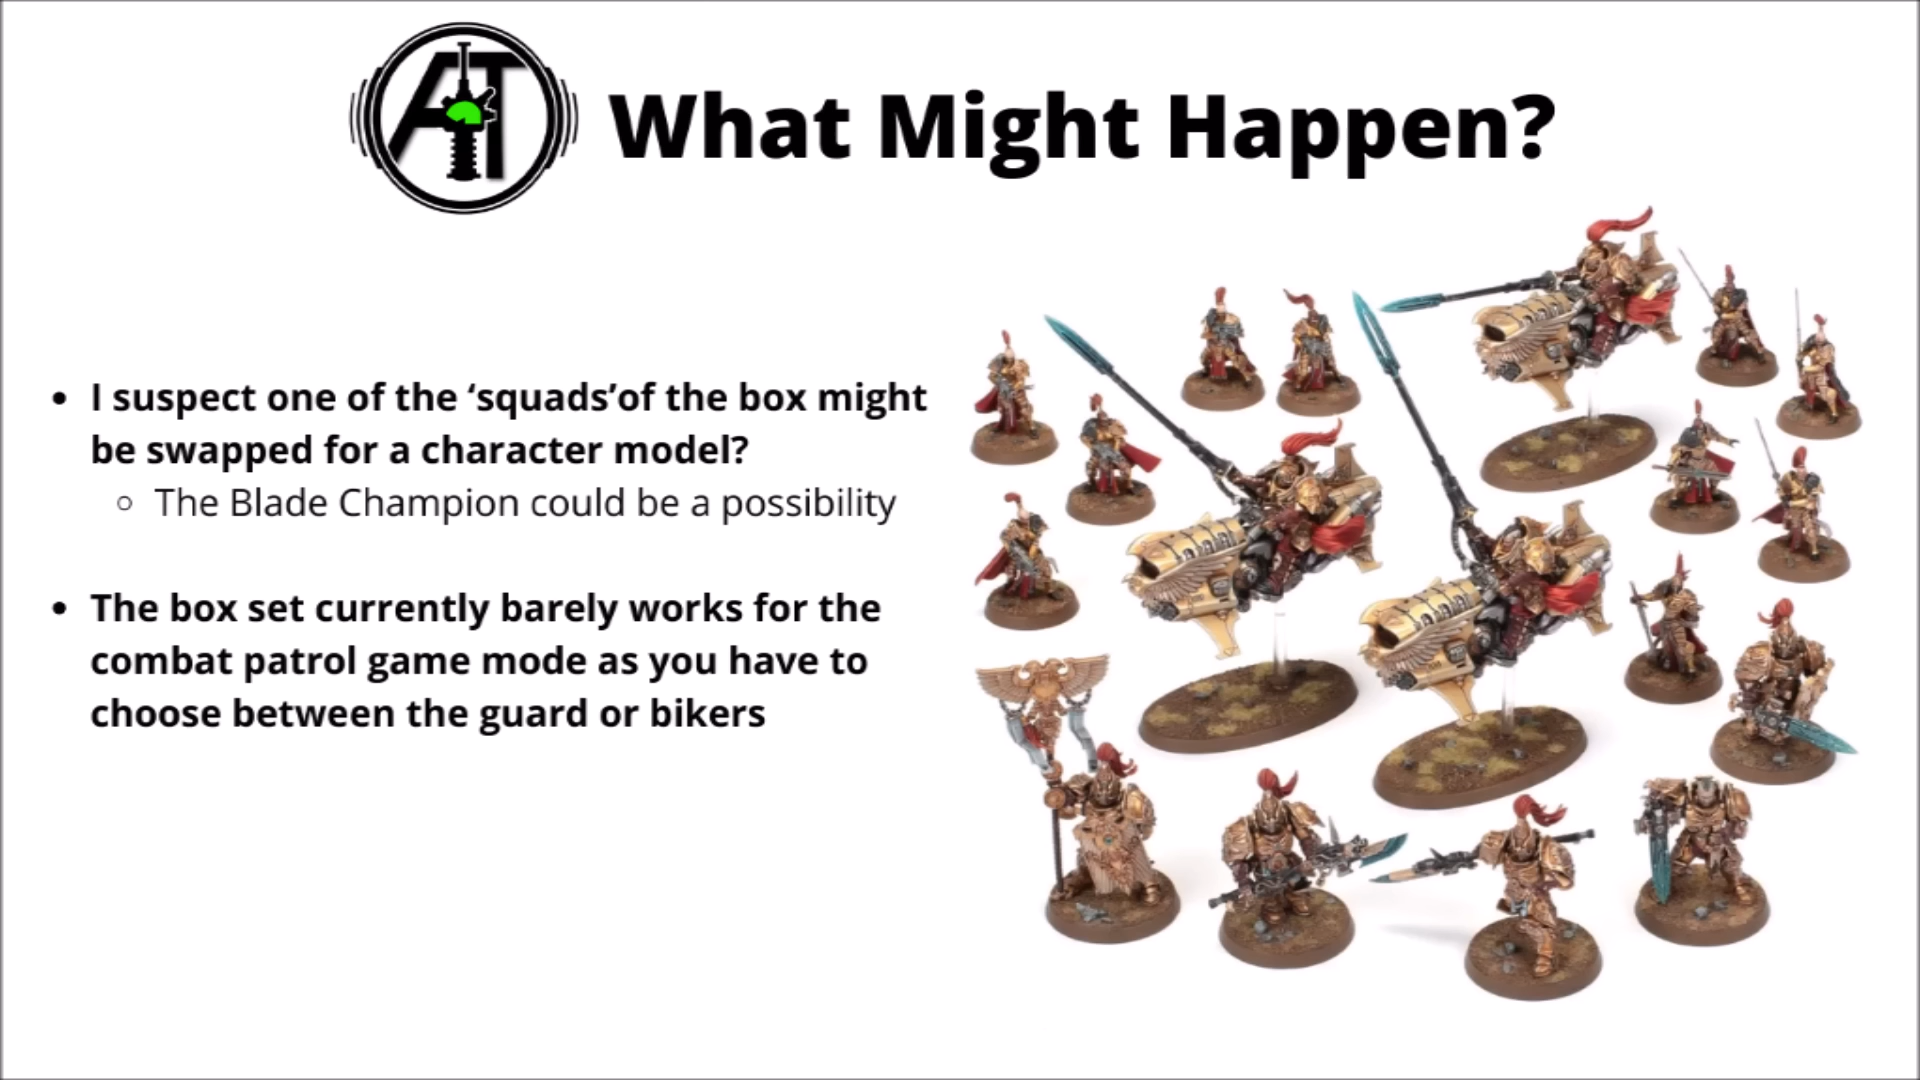 AT
What Might Happen?
I suspect one of the ‘squads’of the box might
be swapped for a character model?
The Blade Champion could be a possibility
The box set currently barely works for the
combat patrol game mode as you have to
choose between the guard or bikers